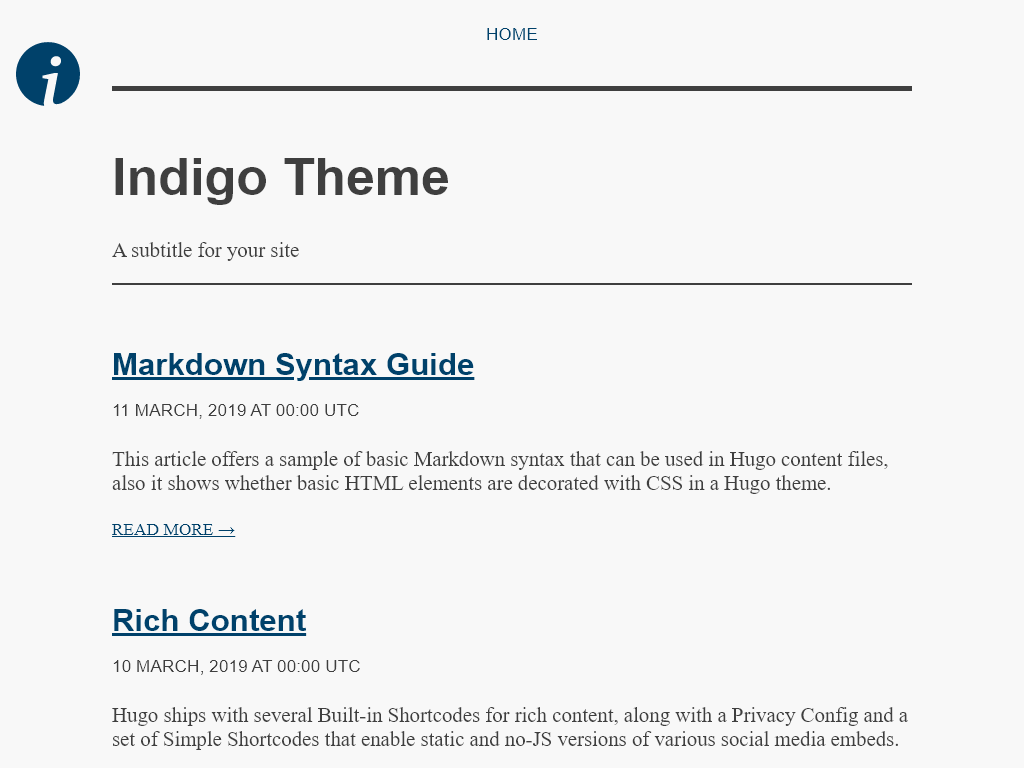 HOME
i
Indigo Theme
A subtitle for your site
Markdown Syntax Guide
11 MARCH, 2019 AT 00:00 UTC
This article offers a sample of basic Markdown syntax that can be used in Hugo content files,
also it shows whether basic HTML elements are decorated with CSS in a Hugo theme.
READ MORE →
Rich Content
10 MARCH, 2019 AT 00:00 UTC
Hugo ships with several Built-in Shortcodes for rich content, along with a Privacy Config and a
set of Simple Shortcodes that enable static and no-JS versions of various social media embeds.